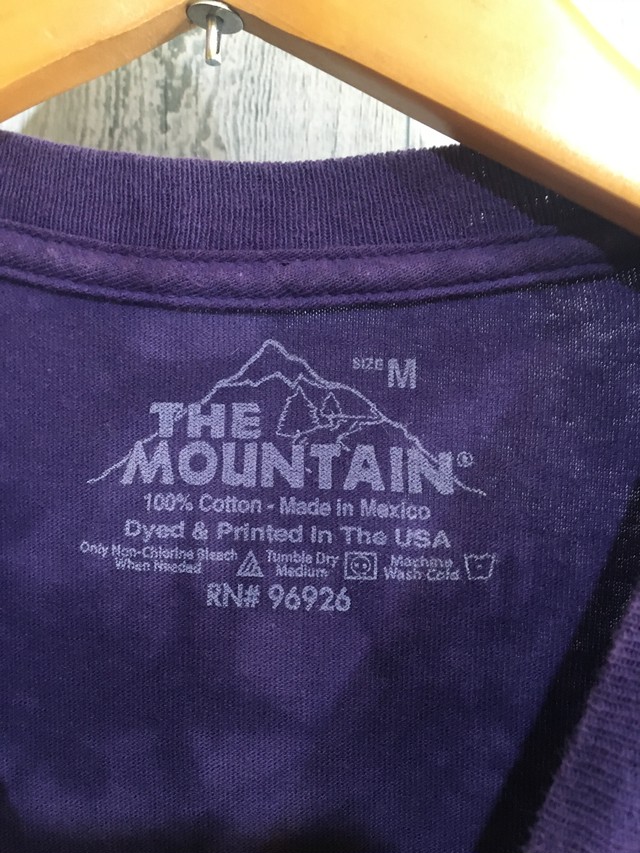 SIZE M
THE
MOUNTAIN®
100% Cotton - Made in Mexico
Dyed & Printed In The USA
Only Non-Chlorine Bleach When Needed
Tumble Dry Medium
Machine Wash Cold
RN# 96926